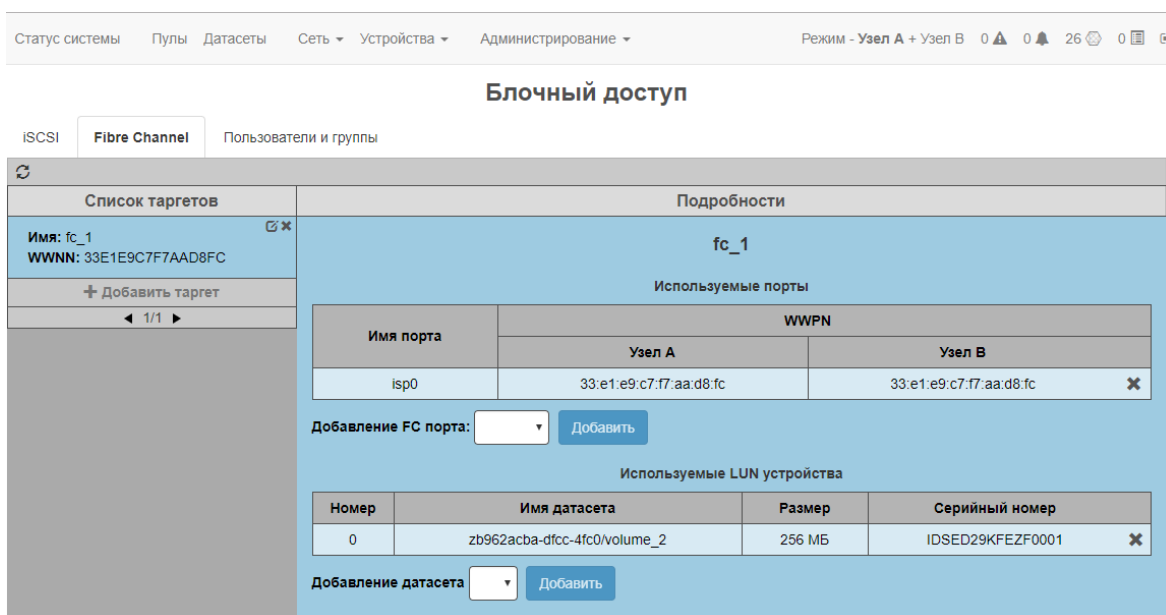 Статус системы Пулы Датасеты Сеть Устройства Администрирование Режим - Узел А + Узел В 0 0 26 0
Блочный доступ
iSCSI Fibre Channel Пользователи и группы
Список таргетов Подробности
Имя: fc_1
WWNN: 33E1E9C7F7AAD8FC
Добавить таргет
1/1
fc_1
Используемые порты
Имя порта WWPN
Узел А Узел В
isp0 33:e1:e9:c7:f7:aa:d8:fc 33:e1:e9:c7:f7:aa:d8:fc
Добавление FC порта: Добавить
Используемые LUN устройства
Номер Имя датасета Размер Серийный номер
0 zb962acba-dfcc-4fc0/volume_2 256 МБ IDSED29KFEZF0001
Добавление датасета Добавить